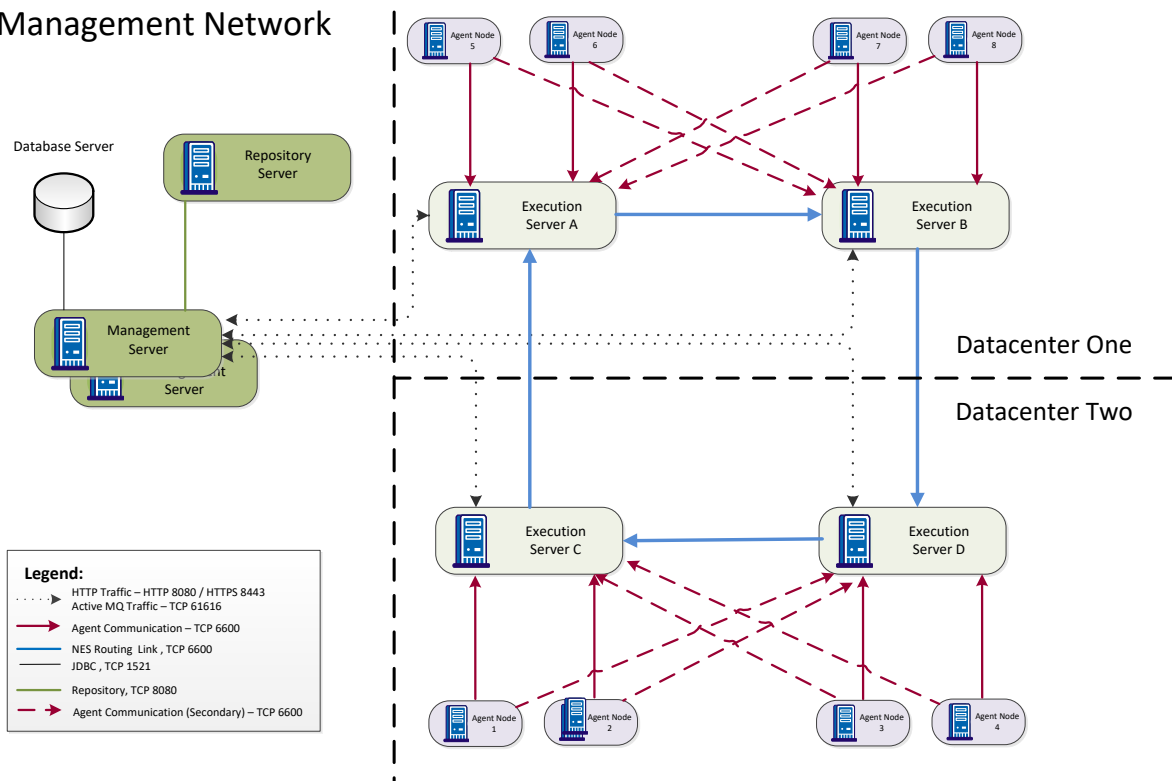 Management Network
Agent Node
5
Agent Node
6
Agent Node
7
Agent Node
8
Database Server
Repository
Server
Execution
Server A
Execution
Server B
Management
Server
nt
Server
Datacenter One
Datacenter Two
Execution
Server C
Execution
Server D
Legend:
HTTP Traffic – HTTP 8080 / HTTPS 8443
Active MQ Traffic – TCP 61616
Agent Communication – TCP 6600
NES Routing Link , TCP 6600
JDBC , TCP 1521
Repository, TCP 8080
Agent Communication (Secondary) – TCP 6600
Agent Node
1
Agent Node
2
Agent Node
3
Agent Node
4